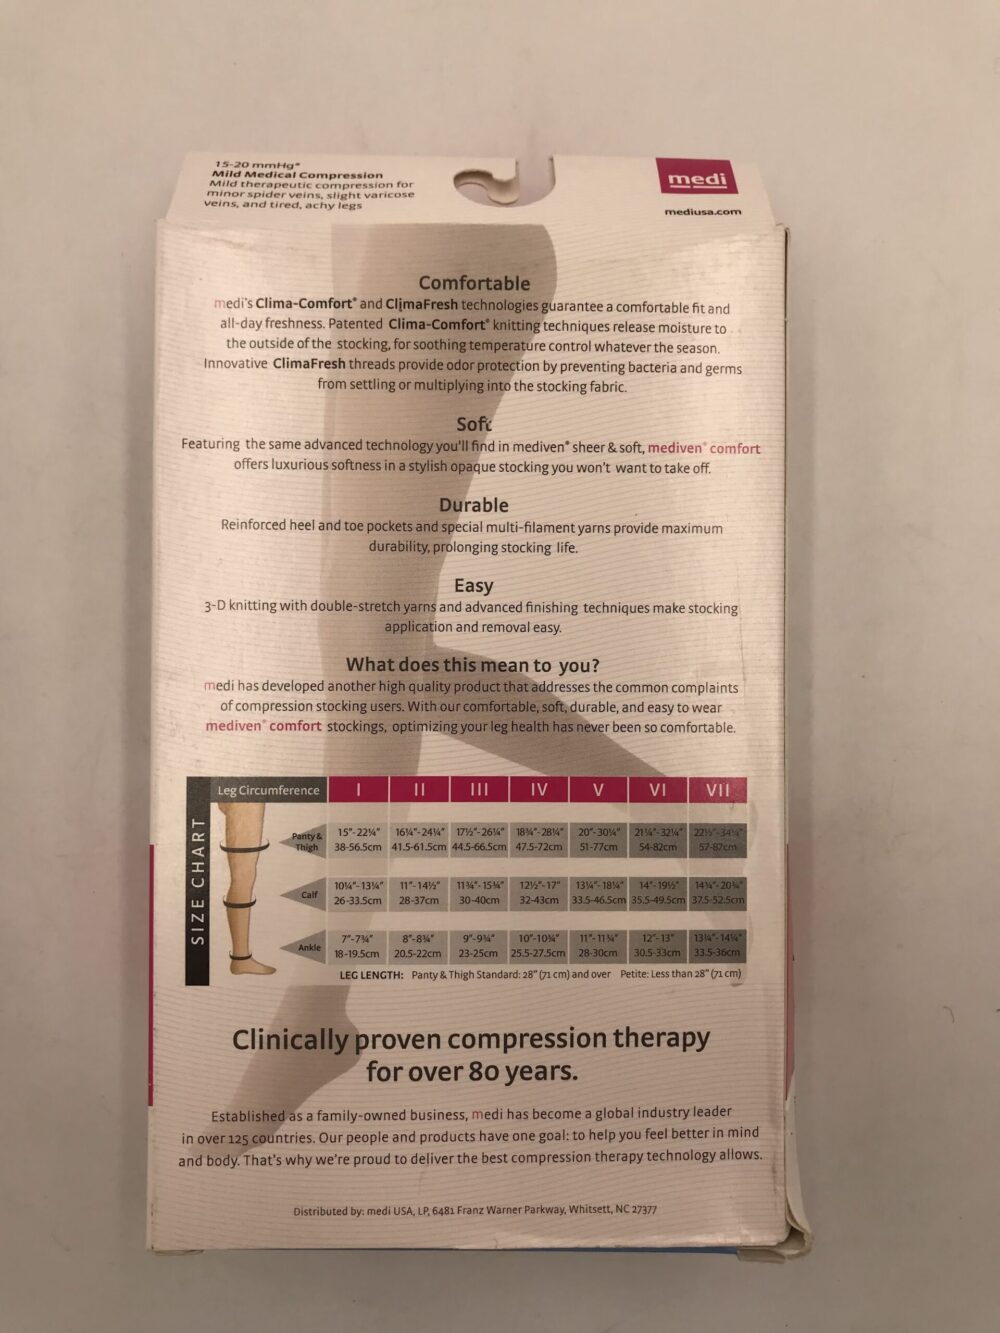 15-20 mmHg*
Mild Medical Compression
Mild therapeutic compression for
minor spider veins, slight varicose
veins, and tired, achy legs
medi
mediusa.com
Comfortable
medi's Clima-Comfort® and ClimaFresh technologies guarantee a comfortable fit and
all-day freshness. Patented Clima-Comfort® knitting techniques release moisture to
the outside of the stocking, for soothing temperature control whatever the season.
Innovative ClimaFresh threads provide odor protection by preventing bacteria and germs
from settling or multiplying into the stocking fabric.
Soft
Featuring the same advanced technology you'll find in mediven® sheer & soft, mediven® comfort
offers luxurious softness in a stylish opaque stocking you won't want to take off.
Durable
Reinforced heel and toe pockets and special multi-filament yarns provide maximum
durability, prolonging stocking life.
Easy
3-D knitting with double-stretch yarns and advanced finishing techniques make stocking
application and removal easy.
What does this mean to you?
medi has developed another high quality product that addresses the common complaints
of compression stocking users. With our comfortable, soft, durable, and easy to wear
mediven® comfort stockings, optimizing your leg health has never been so comfortable.
SIZE CHART
Leg Circumference I II III IV V VI VII
Panty & Thigh 15"-22¼" 16¼"-24¼" 17½"-26¼" 18¾"-28¼" 20"-30¼" 21¼"-32¼" 22½"-34¼"
38-56.5cm 41.5-61.5cm 44.5-66.5cm 47.5-72cm 51-77cm 54-82cm 57-87cm
Calf 10¼"-13¼" 11"-14½" 11¾"-15¾" 12½"-17" 13¼"-18¼" 14"-19½" 14¾"-20¾"
26-33.5cm 28-37cm 30-40cm 32-43cm 33.5-46.5cm 35.5-49.5cm 37.5-52.5cm
Ankle 7"-7¾" 8"-8¾" 9"-9¾" 10"-10¾" 11"-11¾" 12"-13" 13¼"-14¼"
18-19.5cm 20.5-22cm 23-25cm 25.5-27.5cm 28-30cm 30.5-33cm 33.5-36cm
LEG LENGTH: Panty & Thigh Standard: 28" (71 cm) and over Petite: Less than 28" (71 cm)
Clinically proven compression therapy
for over 80 years.
Established as a family-owned business, medi has become a global industry leader
in over 125 countries. Our people and products have one goal: to help you feel better in mind
and body. That's why we're proud to deliver the best compression therapy technology allows.
Distributed by: medi USA, LP, 6481 Franz Warner Parkway, Whitsett, NC 27377